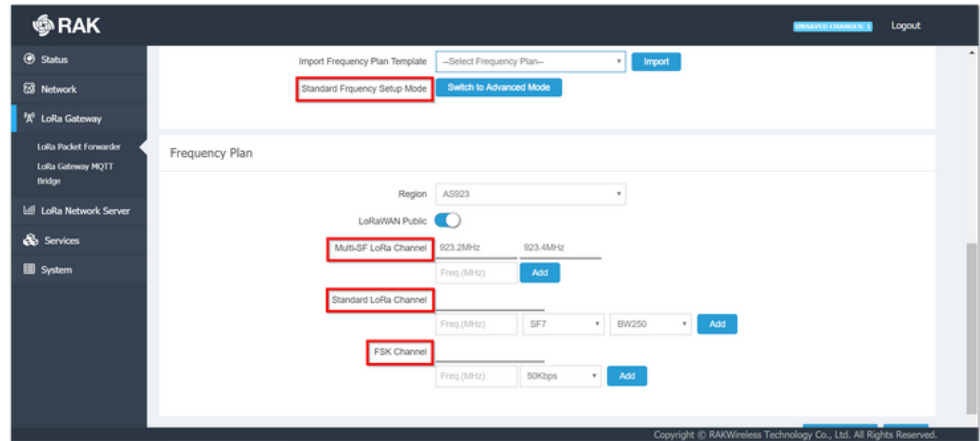 RAK
UNSAVED CHANGES: 1
Logout
Status
Network
LoRa Gateway
LoRa Packet Forwarder
LoRa Gateway MQTT
Bridge
LoRa Network Server
Services
System
Import Frequency Plan Template --Select Frequency Plan-- Import
Standard Frquency Setup Mode Switch to Advanced Mode
Frequency Plan
Region AS923
LoRaWAN Public
Multi-SF LoRa Channel 923.2MHz 923.4MHz
Freq.(MHz) Add
Standard LoRa Channel
Freq.(MHz) SF7 BW250 Add
FSK Channel
Freq.(MHz) 50Kbps Add
Copyright © RAKWireless Technology Co., Ltd. All Rights Reserved.